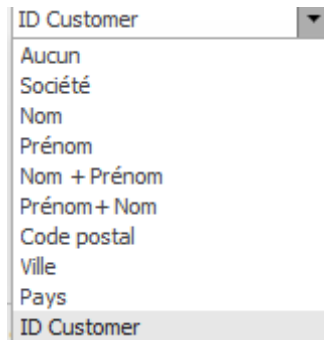 ID Customer
Aucun
Société
Nom
Prénom
Nom + Prénom
Prénom+ Nom
Code postal
Ville
Pays
ID Customer